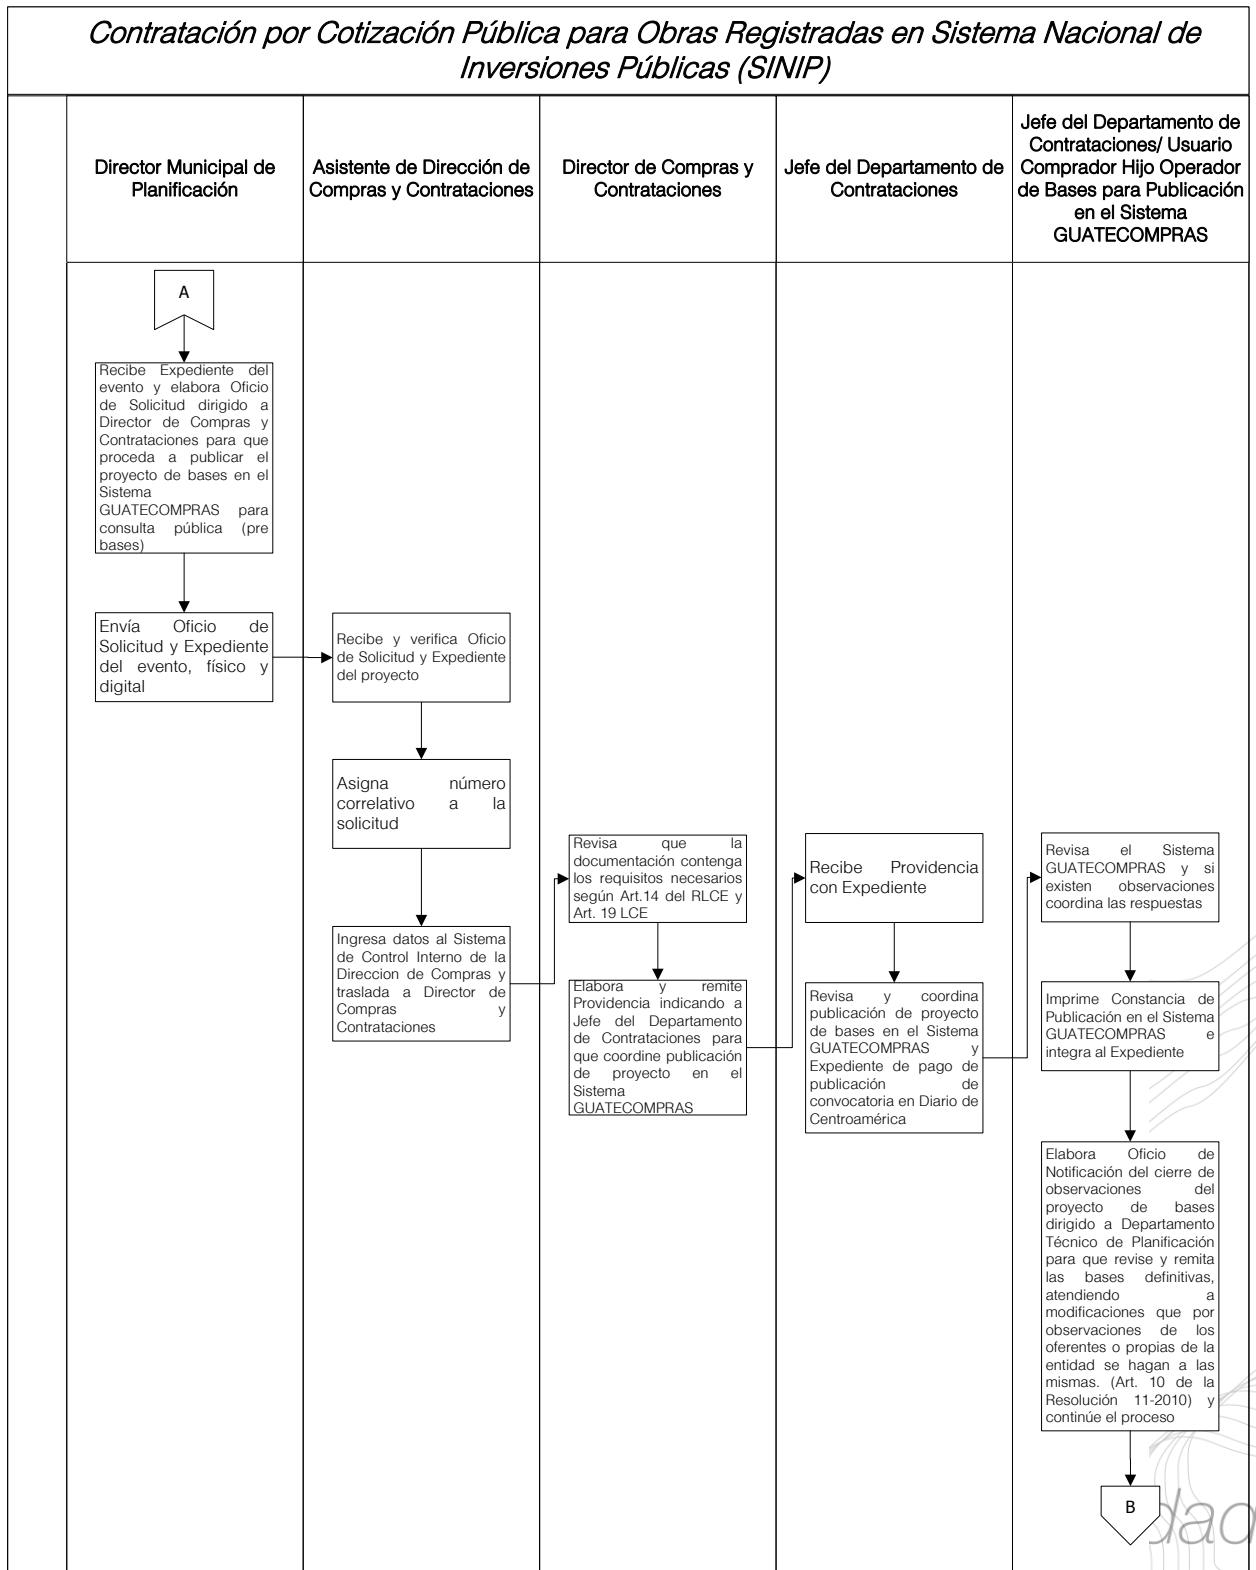 Contratación por Cotización Pública para Obras Registradas en Sistema Nacional de
Inversiones Públicas (SINIP)
Director Municipal de
Planificación
Asistente de Dirección de
Compras y Contrataciones
Director de Compras y
Contrataciones
Jefe del Departamento de
Contrataciones
Jefe del Departamento de
Contrataciones/ Usuario
Comprador Hijo Operador
de Bases para Publicación
en el Sistema
GUATECOMPRAS
A
Recibe Expediente del
evento y elabora Oficio
de Solicitud dirigido a
Director de Compras y
Contrataciones para que
proceda a publicar el
proyecto de bases en el
Sistema
GUATECOMPRAS para
consulta pública (pre
bases)
Envía Oficio de
Solicitud y Expediente
del evento, físico y
digital
Recibe y verifica Oficio
de Solicitud y Expediente
del proyecto
Asigna número
correlativo a la
solicitud
Ingresa datos al Sistema
de Control Interno de la
Direccion de Compras y
traslada a Director de
Compras y
Contrataciones
Revisa que la
documentación contenga
los requisitos necesarios
según Art.14 del RLCE y
Art. 19 LCE
Elabora y remite
Providencia indicando a
Jefe del Departamento
de Contrataciones para
que coordine publicación
de proyecto en el
Sistema
GUATECOMPRAS
Recibe Providencia
con Expediente
Revisa y coordina
publicación de proyecto
de bases en el Sistema
GUATECOMPRAS y
Expediente de pago de
publicación de
convocatoria en Diario de
Centroamérica
Revisa el Sistema
GUATECOMPRAS y si
existen observaciones
coordina las respuestas
Imprime Constancia de
Publicación en el Sistema
GUATECOMPRAS e
integra al Expediente
Elabora Oficio de
Notificación del cierre de
observaciones del
proyecto de bases
dirigido a Departamento
Técnico de Planificación
para que revise y remita
las bases definitivas,
atendiendo a
modificaciones que por
observaciones de los
oferentes o propias de la
entidad se hagan a las
mismas. (Art. 10 de la
Resolución 11-2010) y
continúe el proceso
B
dad